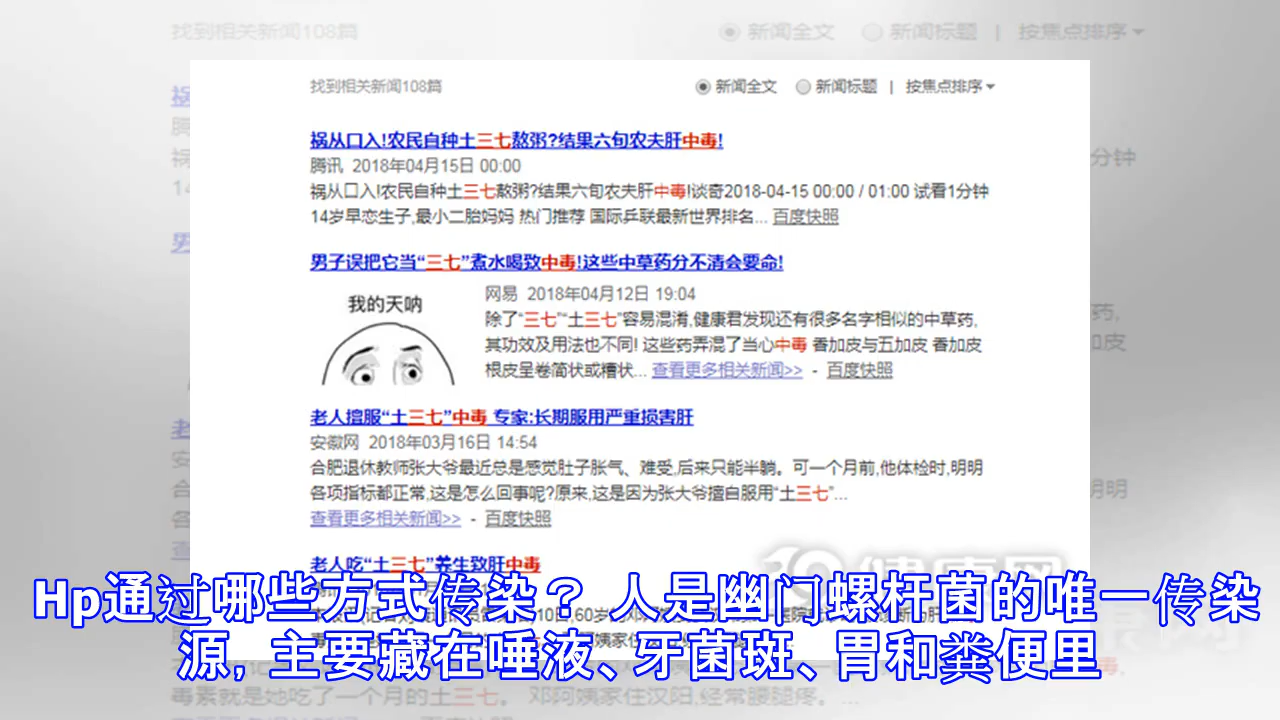 找到相关新闻108篇
新闻全文
新闻标题
|
按焦点排序
祸从口入!农民自种土三七熬粥?结果六旬农夫肝中毒!
腾讯 2018年04月15日 00:00
祸从口入!农民自种土三七熬粥?结果六旬农夫肝中毒!谈奇2018-04-15 00:00 / 01:00 试看1分钟
14岁早恋生子,最小二胎妈妈 热门推荐 国际乒联最新世界排名... 百度快照
男子误把它当“三七”煮水喝致中毒!这些中草药分不清会要命!
我的天呐
网易 2018年04月12日 19:04
除了“三七”“土三七”容易混淆,健康君发现还有很多名字相似的中草药,
其功效及用法也不同! 这些药弄混了当心中毒 香加皮与五加皮 香加皮
根皮呈卷筒状或槽状... 查看更多相关新闻>> - 百度快照
老人擅服“土三七”中毒 专家:长期服用严重损害肝
安徽网 2018年03月16日 14:54
合肥退休教师张大爷最近总是感觉肚子胀气、难受,后来只能半躺。可一个月前,他体检时,明明
各项指标都正常,这是怎么回事呢?原来,这是因为张大爷擅自服用“土三七”...
查看更多相关新闻>> - 百度快照
老人吃“土三七”养生致肝中毒
Hp通过哪些方式传染？ 人是幽门螺杆菌的唯一传染
源, 主要藏在唾液、牙菌斑、胃和粪便里
毒素就是她吃了一个月的土三七。 邓阿姨家住汉阳,经常腰腿疼。...